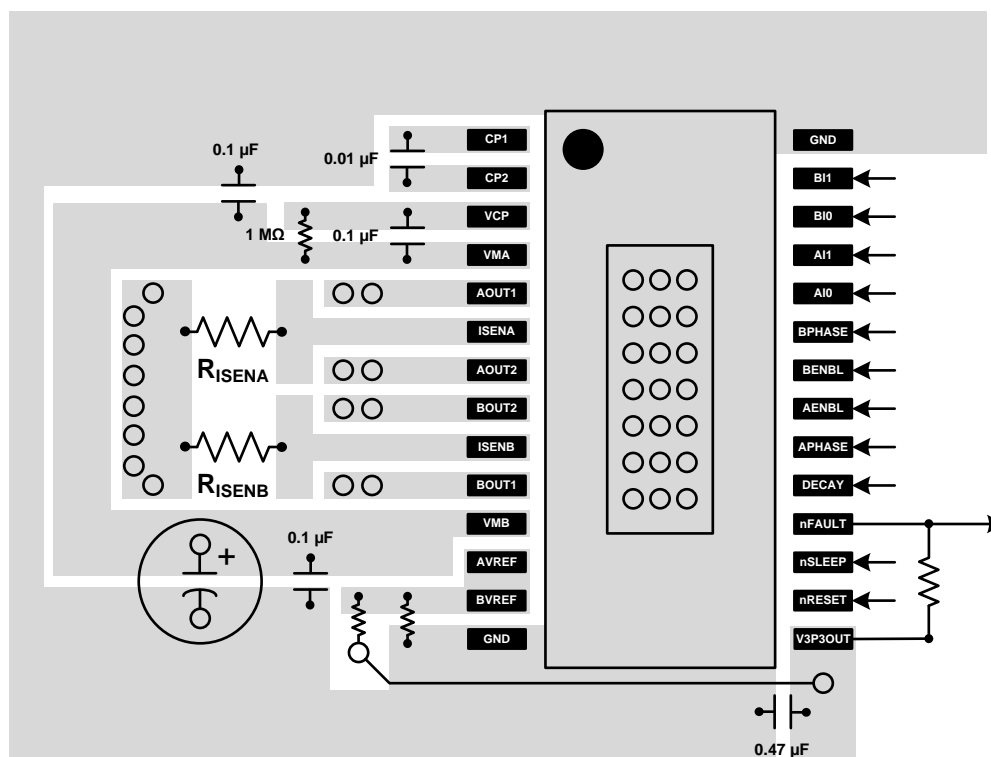 CP1
CP2
VCP
VMA
AOUT1
ISENA
AOUT2
BOUT2
ISENB
BOUT1
VMB
AVREF
BVREF
GND
GND
BI1
BI0
AI1
AI0
BPHASE
BENBL
AENBL
APHASE
DECAY
nFAULT
nSLEEP
nRESET
V3P3OUT
0.1 µF
0.01 µF
1 MΩ
0.1 µF
RISENA
RISENB
+
0.1 µF
0.47 µF